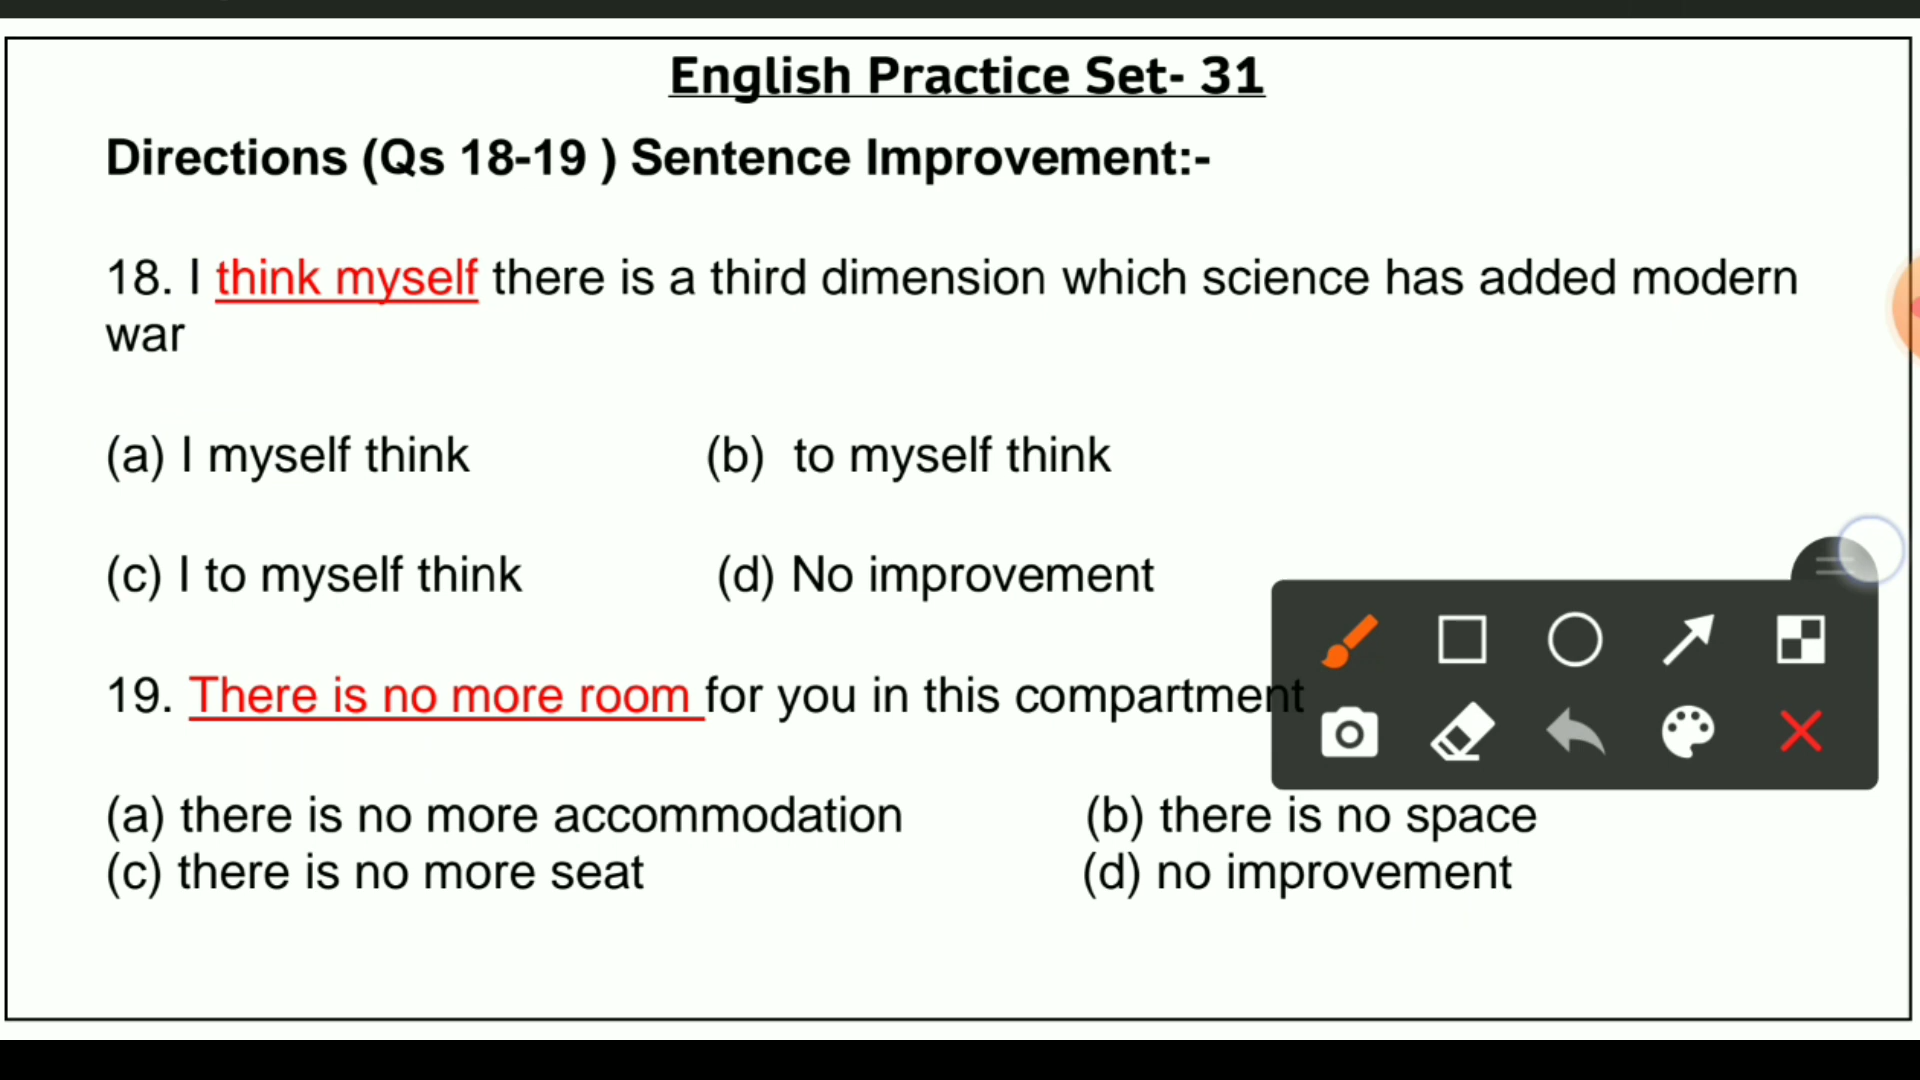 English Practice Set- 31
Directions (Qs 18-19 ) Sentence Improvement:-
18. I think myself there is a third dimension which science has added modern
war
(a) I myself think (b) to myself think
(c) I to myself think (d) No improvement
19. There is no more room for you in this compartment
(a) there is no more accommodation (b) there is no space
(c) there is no more seat (d) no improvement